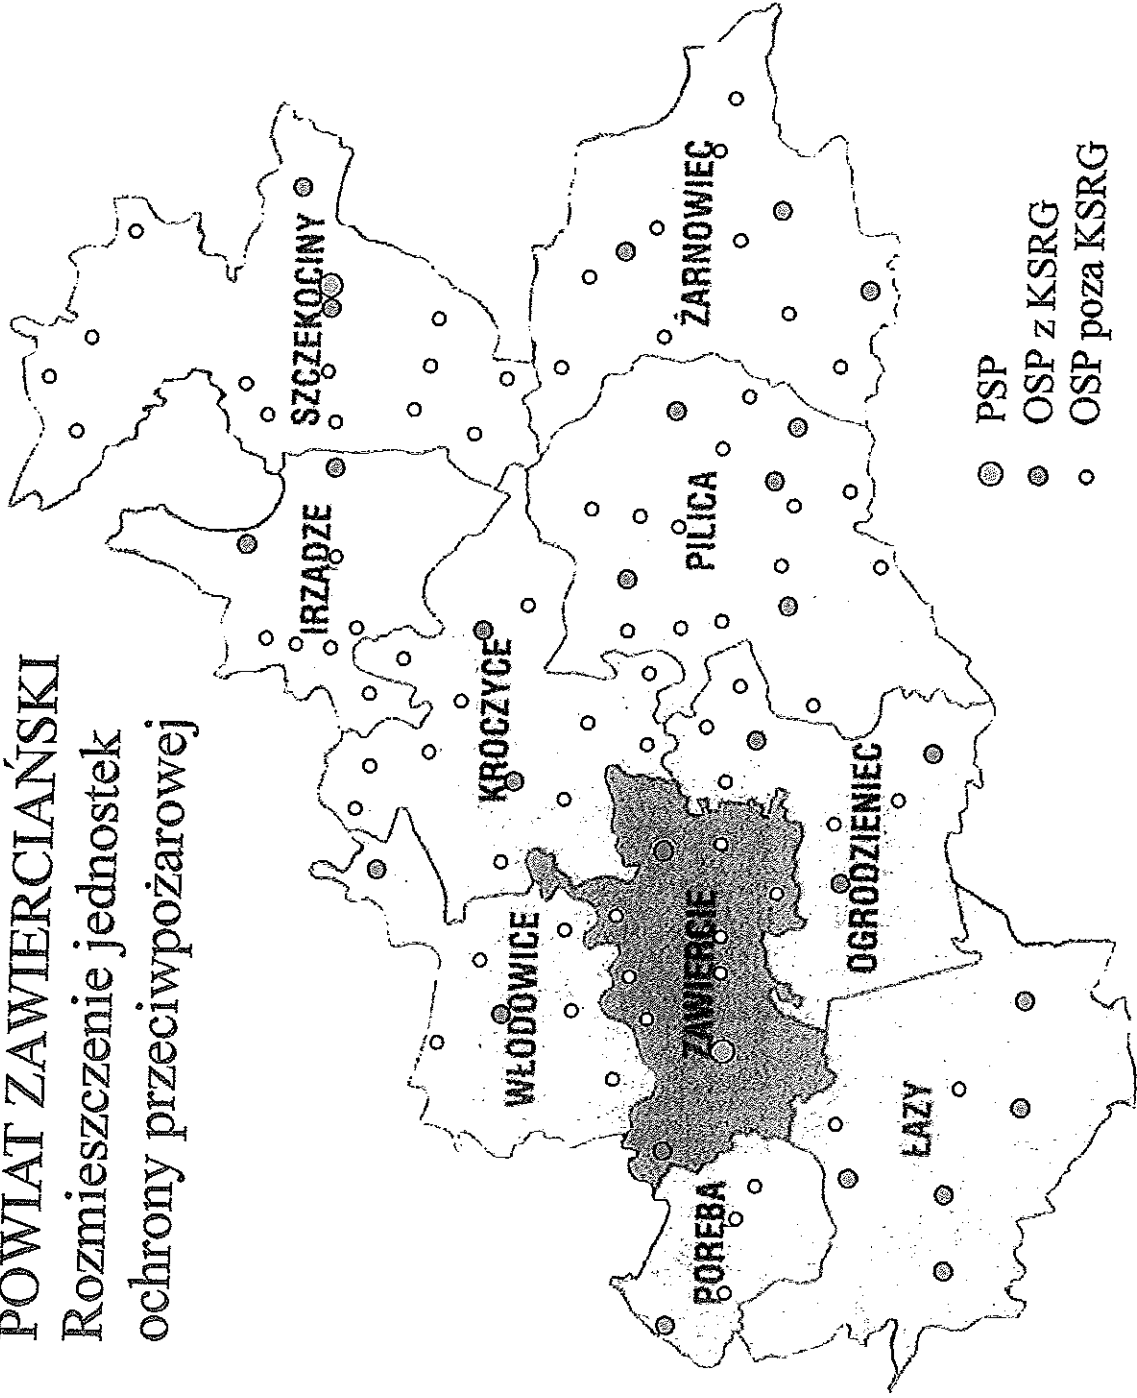 POWIAT ZAWIERCIAŃSKI
Rozmieszczenie jednostek
ochrony przeciwpożarowej
SZCZEKOCINY
IRZĄDZE
KROCZYCE
WŁODOWICE
ŻARNOWIEC
PILICA
ZAWIERCIE
PORĘBA
OGRODZIENIEC
ŁAZY
PSP
OSP z KSRG
OSP poza KSRG